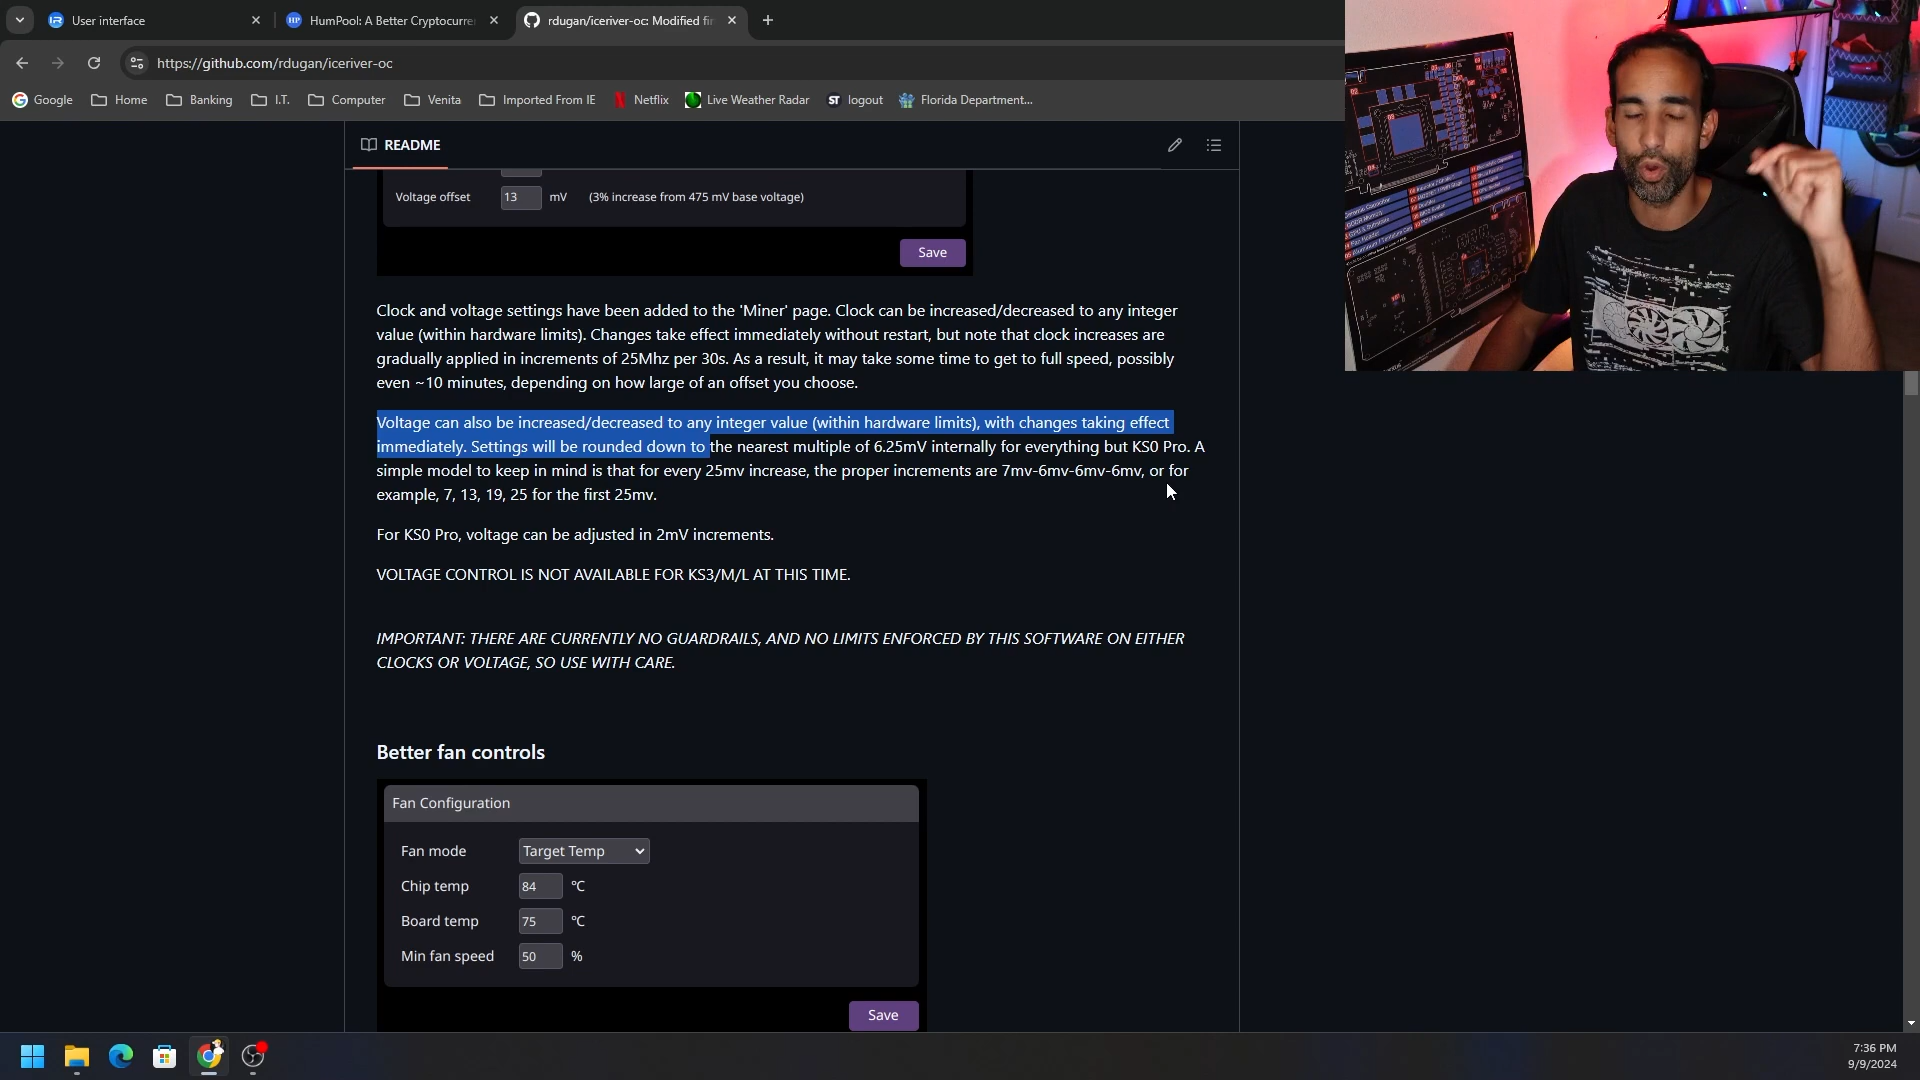 User interface
HumPool: A Better Cryptocurre
rdugan/iceriver-oc: Modified fir
https://github.com/rdugan/iceriver-oc
Google
Home
Banking
I.T.
Computer
Venita
Imported From IE
Netflix
Live Weather Radar
ST logout
Florida Department...
README
Voltage offset 13 mV (3% increase from 475 mV base voltage)
Save
Clock and voltage settings have been added to the 'Miner' page. Clock can be increased/decreased to any integer
value (within hardware limits). Changes take effect immediately without restart, but note that clock increases are
gradually applied in increments of 25Mhz per 30s. As a result, it may take some time to get to full speed, possibly
even ~10 minutes, depending on how large of an offset you choose.
Voltage can also be increased/decreased to any integer value (within hardware limits), with changes taking effect
immediately. Settings will be rounded down to the nearest multiple of 6.25mV internally for everything but KS0 Pro. A
simple model to keep in mind is that for every 25mv increase, the proper increments are 7mv-6mv-6mv-6mv, or for
example, 7, 13, 19, 25 for the first 25mv.
For KS0 Pro, voltage can be adjusted in 2mV increments.
VOLTAGE CONTROL IS NOT AVAILABLE FOR KS3/M/L AT THIS TIME.
IMPORTANT: THERE ARE CURRENTLY NO GUARDRAILS, AND NO LIMITS ENFORCED BY THIS SOFTWARE ON EITHER
CLOCKS OR VOLTAGE, SO USE WITH CARE.
Better fan controls
Fan Configuration
Fan mode Target Temp
Chip temp 84 °C
Board temp 75 °C
Min fan speed 50 %
Save
7:36 PM
9/9/2024